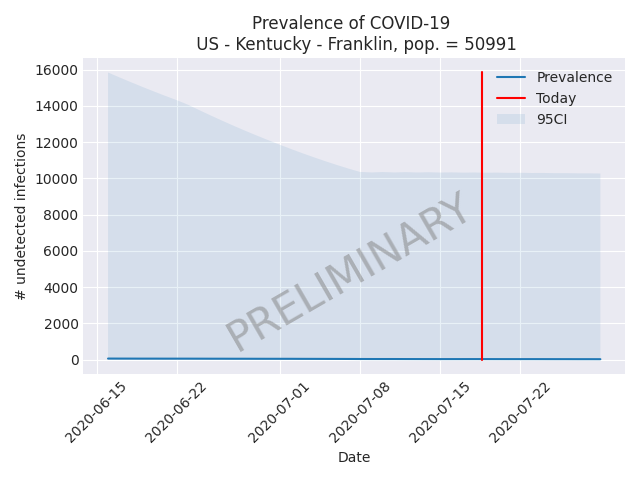 Prevalence of COVID-19
US - Kentucky - Franklin, pop. = 50991
16000
14000
12000
10000
8000
6000
4000
2000
0
# undetected infections
Prevalence
Today
95CI
PRELIMINARY
2020-06-15
2020-06-22
2020-07-01
2020-07-08
2020-07-15
2020-07-22
Date